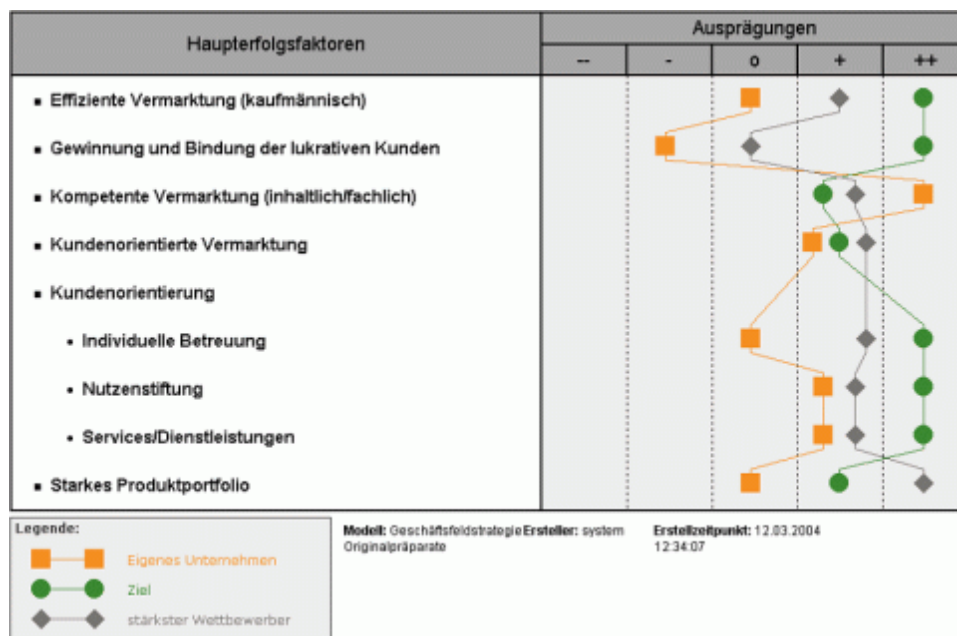 Haupterfolgsfaktoren
Ausprägungen
-- - o + ++
Effiziente Vermarktung (kaufmännisch)
Gewinnung und Bindung der lukrativen Kunden
Kompetente Vermarktung (inhaltlich/fachlich)
Kundenorientierte Vermarktung
Kundenorientierung
Individuelle Betreuung
Nutzenstiftung
Services/Dienstleistungen
Starkes Produktportfolio
Legende:
Eigenes Unternehmen
Ziel
stärkster Wettbewerber
Modell: Geschäftsfeldstrategie Ersteller: system Erstellzeitpunkt: 12.03.2004
Originalpräparate 12:34:07